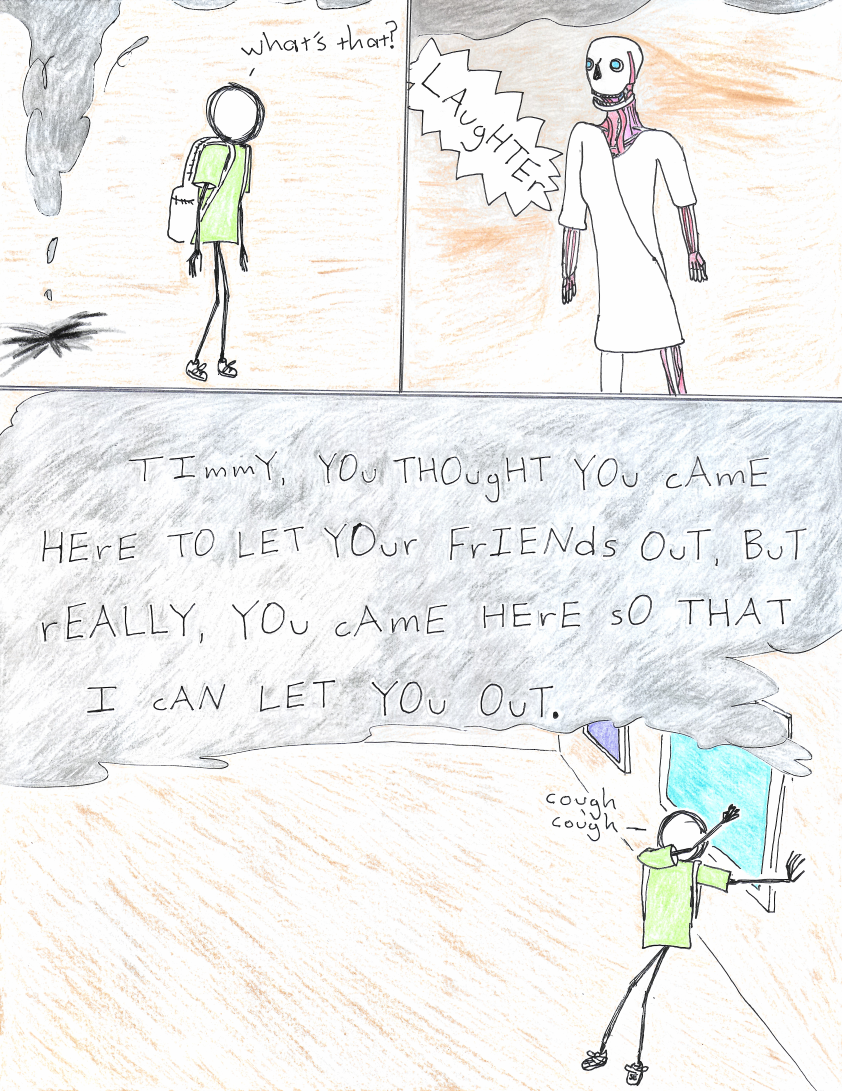 what's that?
LAugHTEr
TImmY, YOu THOugHT YOu cAmE
HErE TO LET YOur FrIENds OuT, BuT
rEALLY, YOu cAmE HErE sO THAT
I cAN LET YOu OuT.
cough
cough